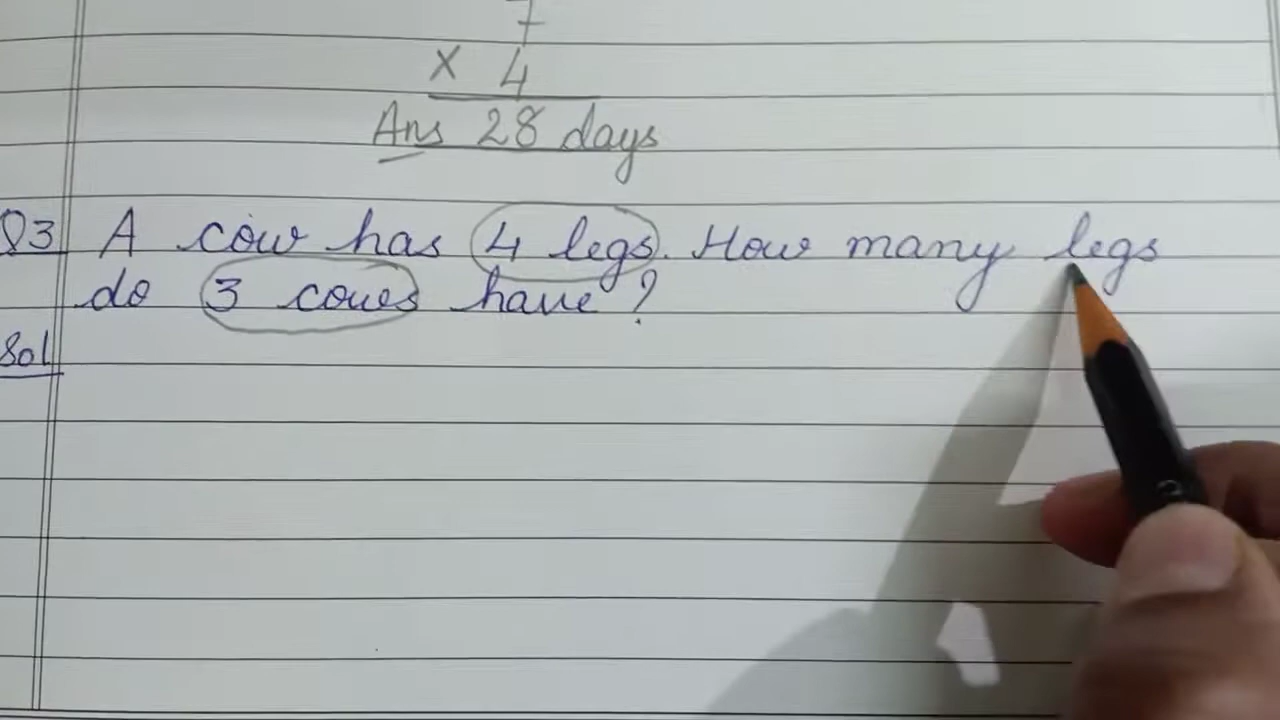 7
× 4
Ans 28 days
Q3 A cow has 4 legs. How many legs
do 3 cows have?
Sol